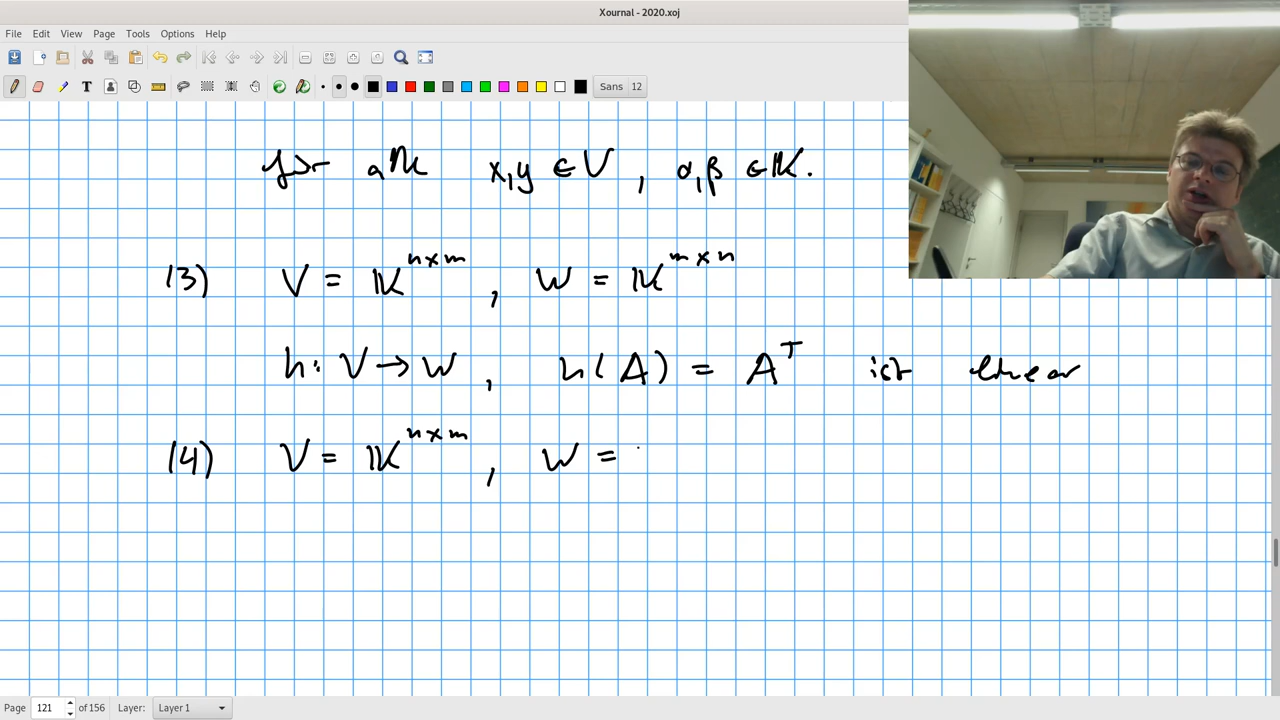 Xournal - 2020.xoj
File Edit View Page Tools Options Help
T Sans 12
für alle x,y ∈ V , α,β ∈ 𝕂.
(3) V = 𝕂^{n×m} , W = 𝕂^{m×n}
h: V → W , h(A) = A^T ist linear
(4) V = 𝕂^{n×m} , W =
Page 121 of 156 Layer: Layer 1